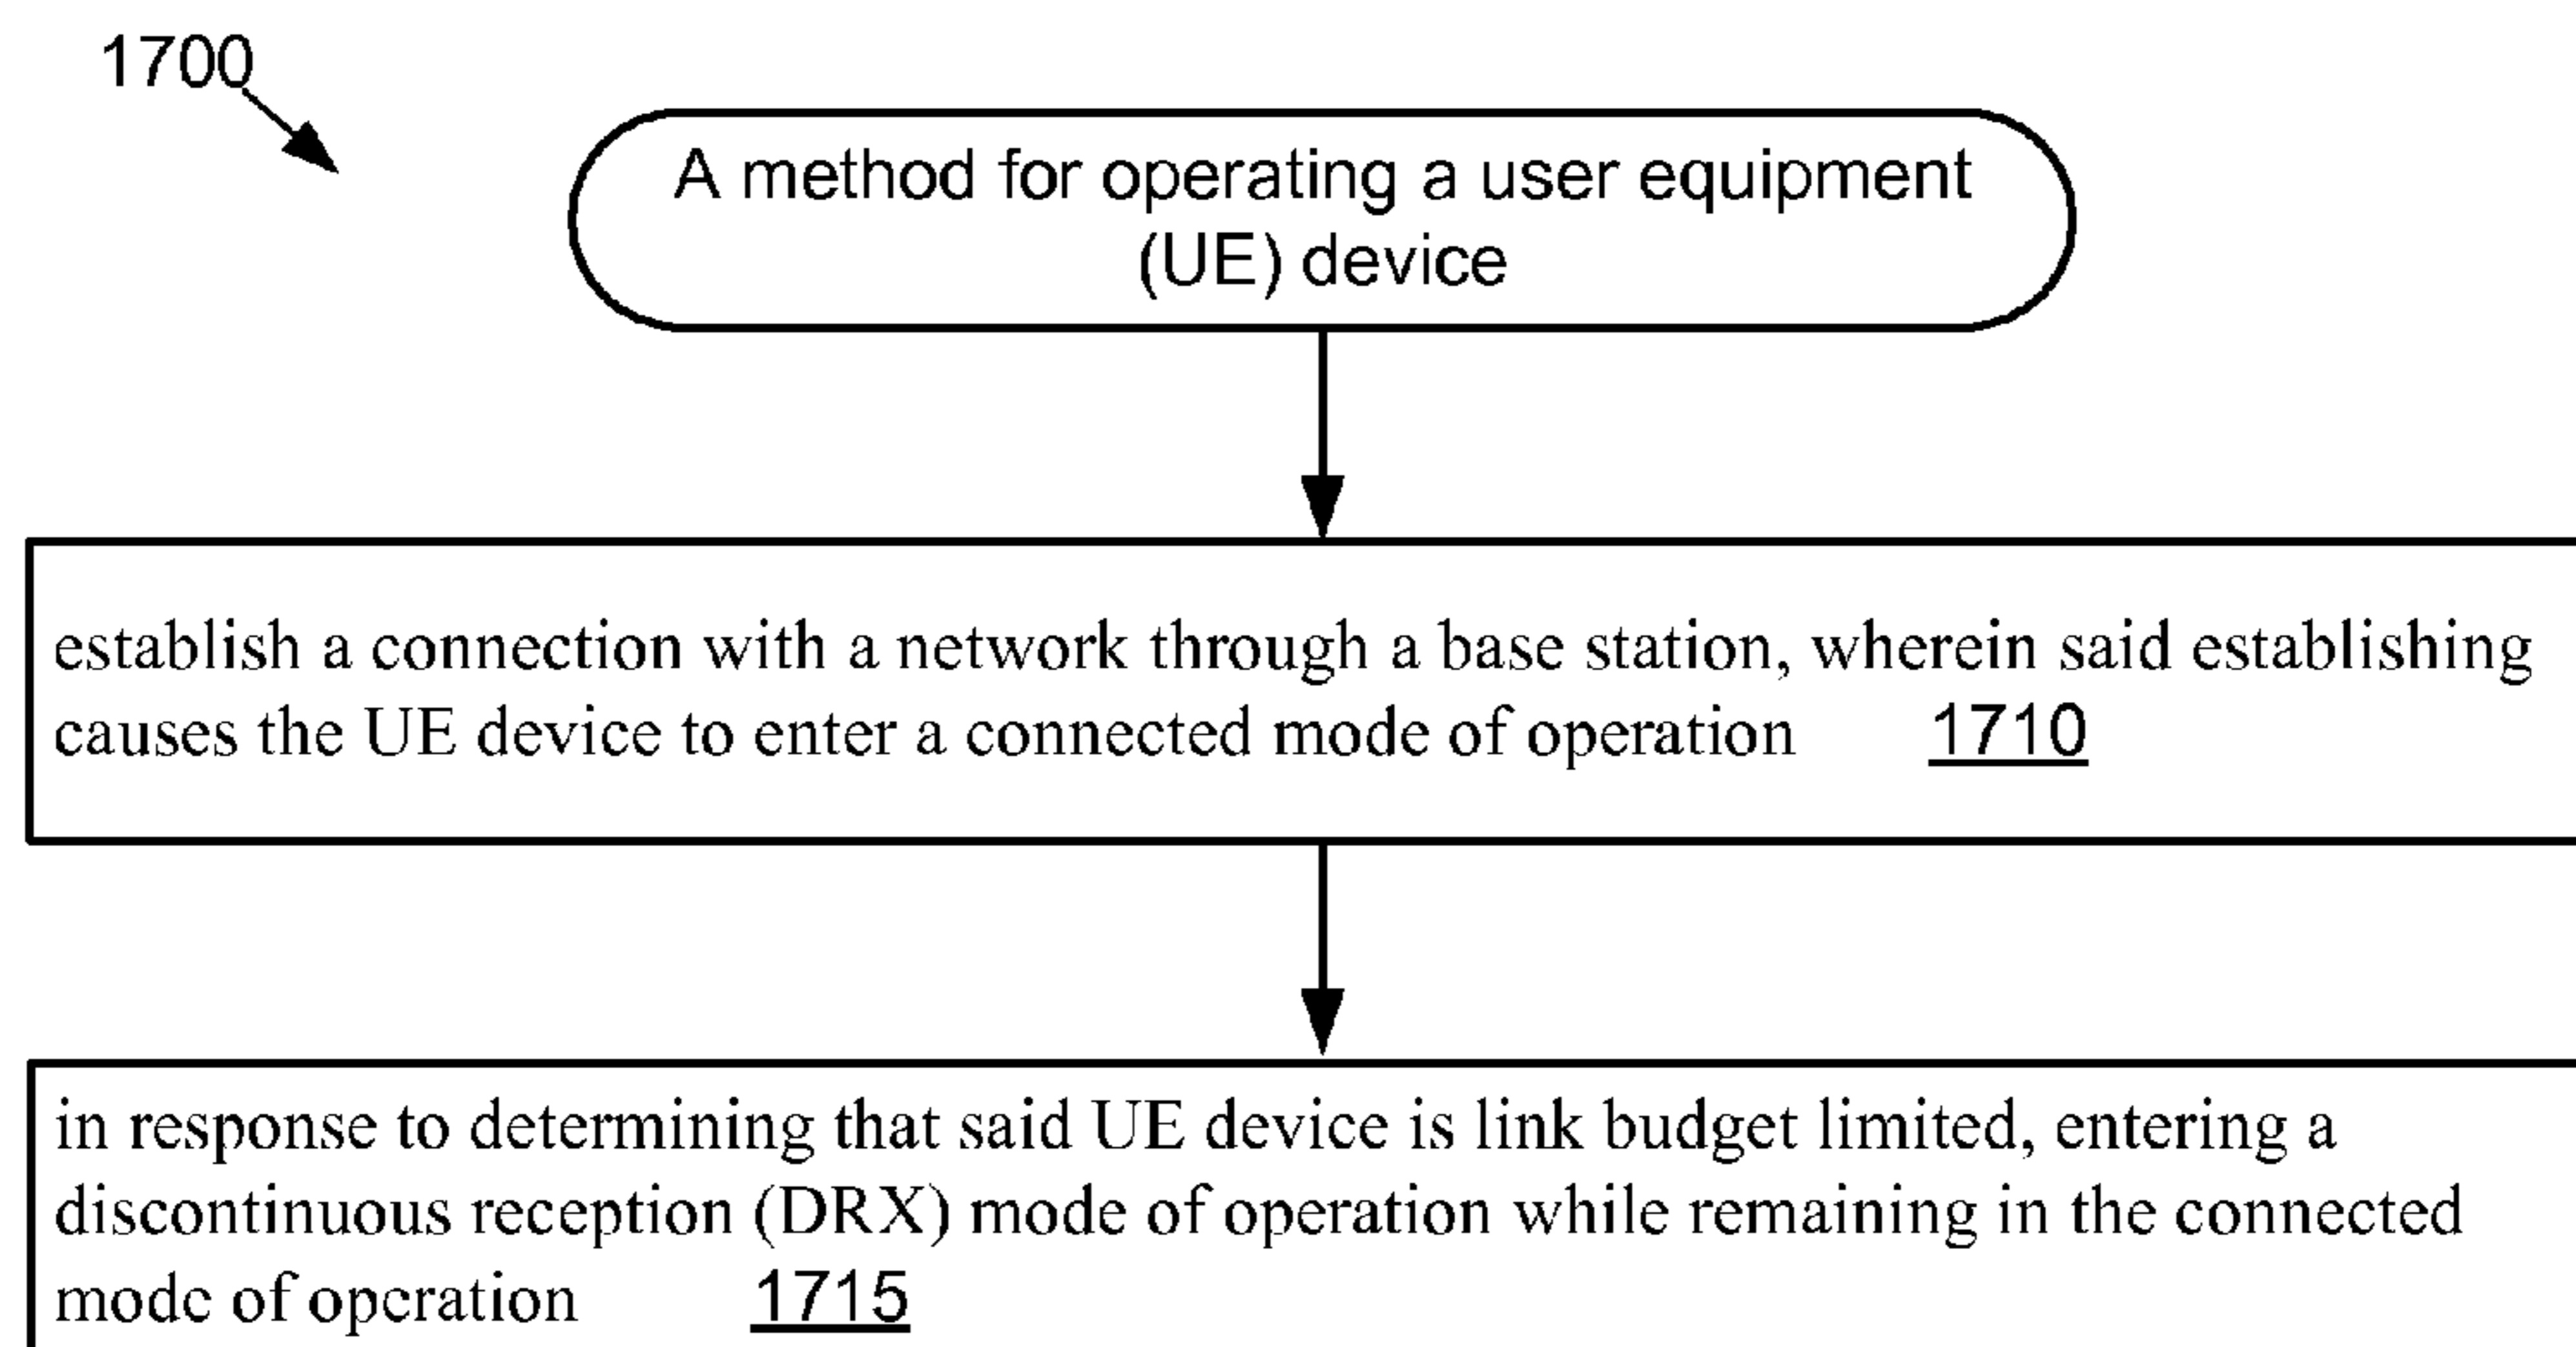 1700
A method for operating a user equipment
(UE) device
establish a connection with a network through a base station, wherein said establishing
causes the UE device to enter a connected mode of operation 1710
in response to determining that said UE device is link budget limited, entering a
discontinuous reception (DRX) mode of operation while remaining in the connected
mode of operation 1715